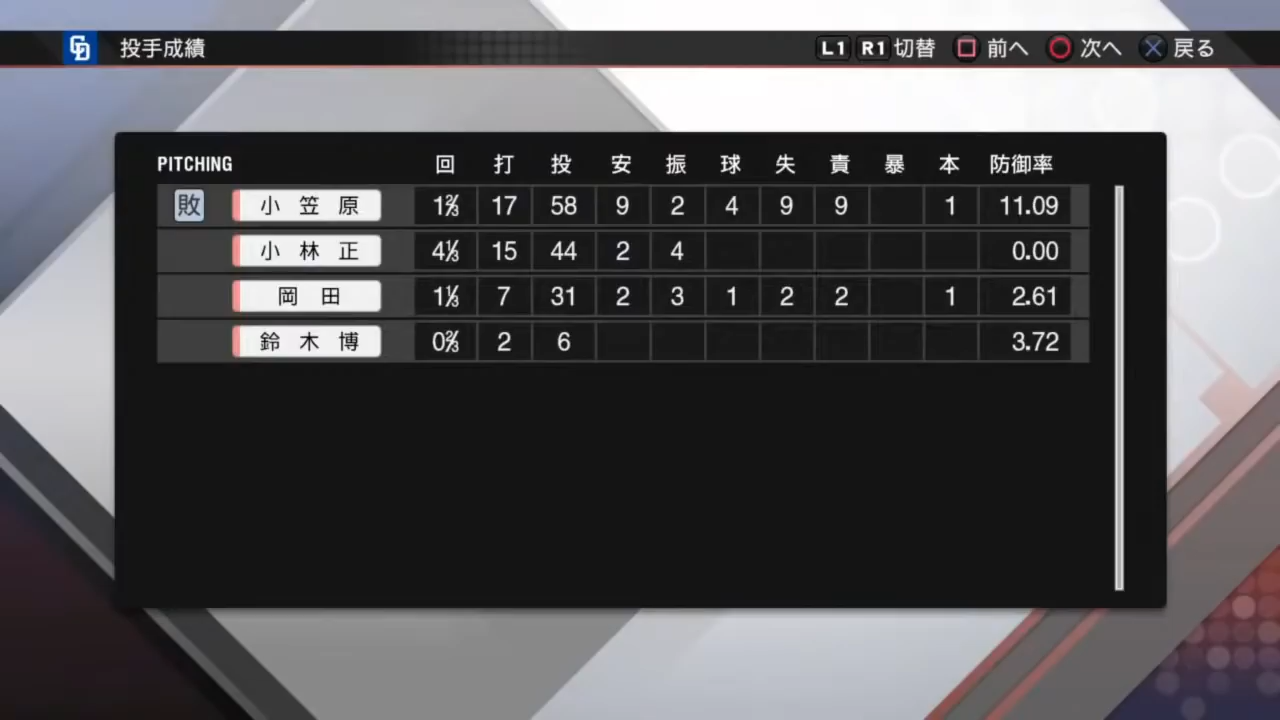 CD 投手成績 L1 R1 切替 前へ 次へ 戻る
PITCHING 回 打 投 安 振 球 失 責 暴 本 防御率
敗 小笠原 1⅔ 17 58 9 2 4 9 9 1 11.09
小林正 4⅓ 15 44 2 4 0.00
岡田 1⅓ 7 31 2 3 1 2 2 1 2.61
鈴木博 0⅔ 2 6 3.72